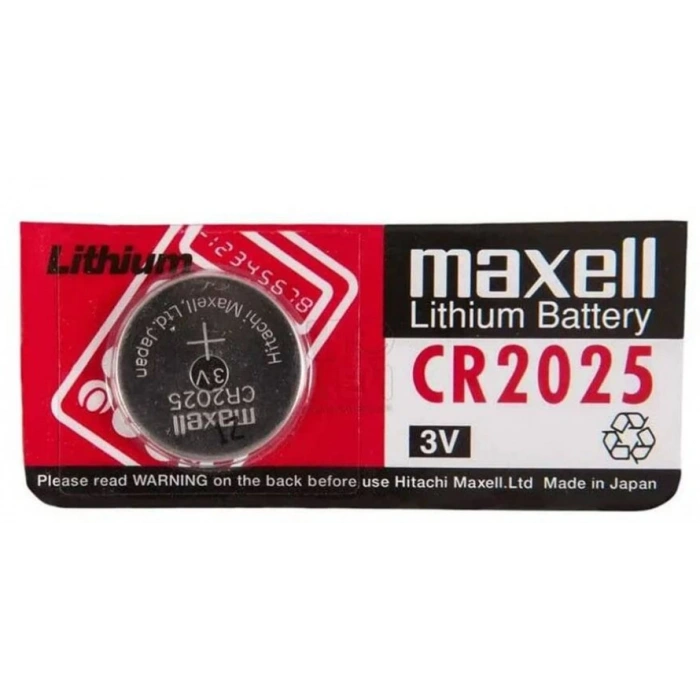 Lithium
maxell
Lithium Battery
CR2025
3V
Hitachi Maxell, Ltd. Japan
+
3V
CR2025
maxell
Please read WARNING on the back before use Hitachi Maxell.Ltd Made in Japan